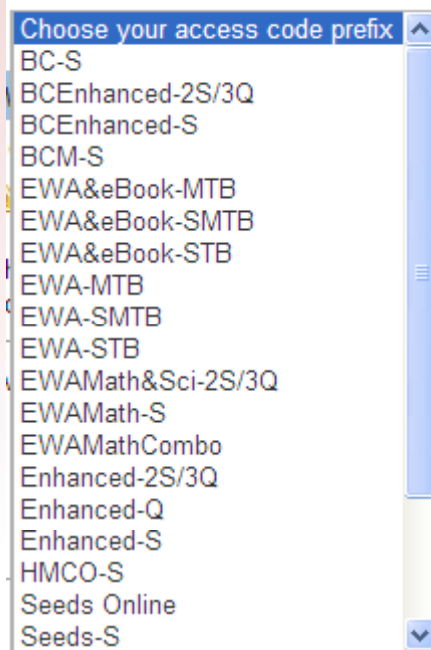 Choose your access code prefix
BC-S
BCEnhanced-2S/3Q
BCEnhanced-S
BCM-S
EWA&eBook-MTB
EWA&eBook-SMTB
EWA&eBook-STB
EWA-MTB
EWA-SMTB
EWA-STB
EWAMath&Sci-2S/3Q
EWAMath-S
EWAMathCombo
Enhanced-2S/3Q
Enhanced-Q
Enhanced-S
HMCO-S
Seeds Online
Seeds-S